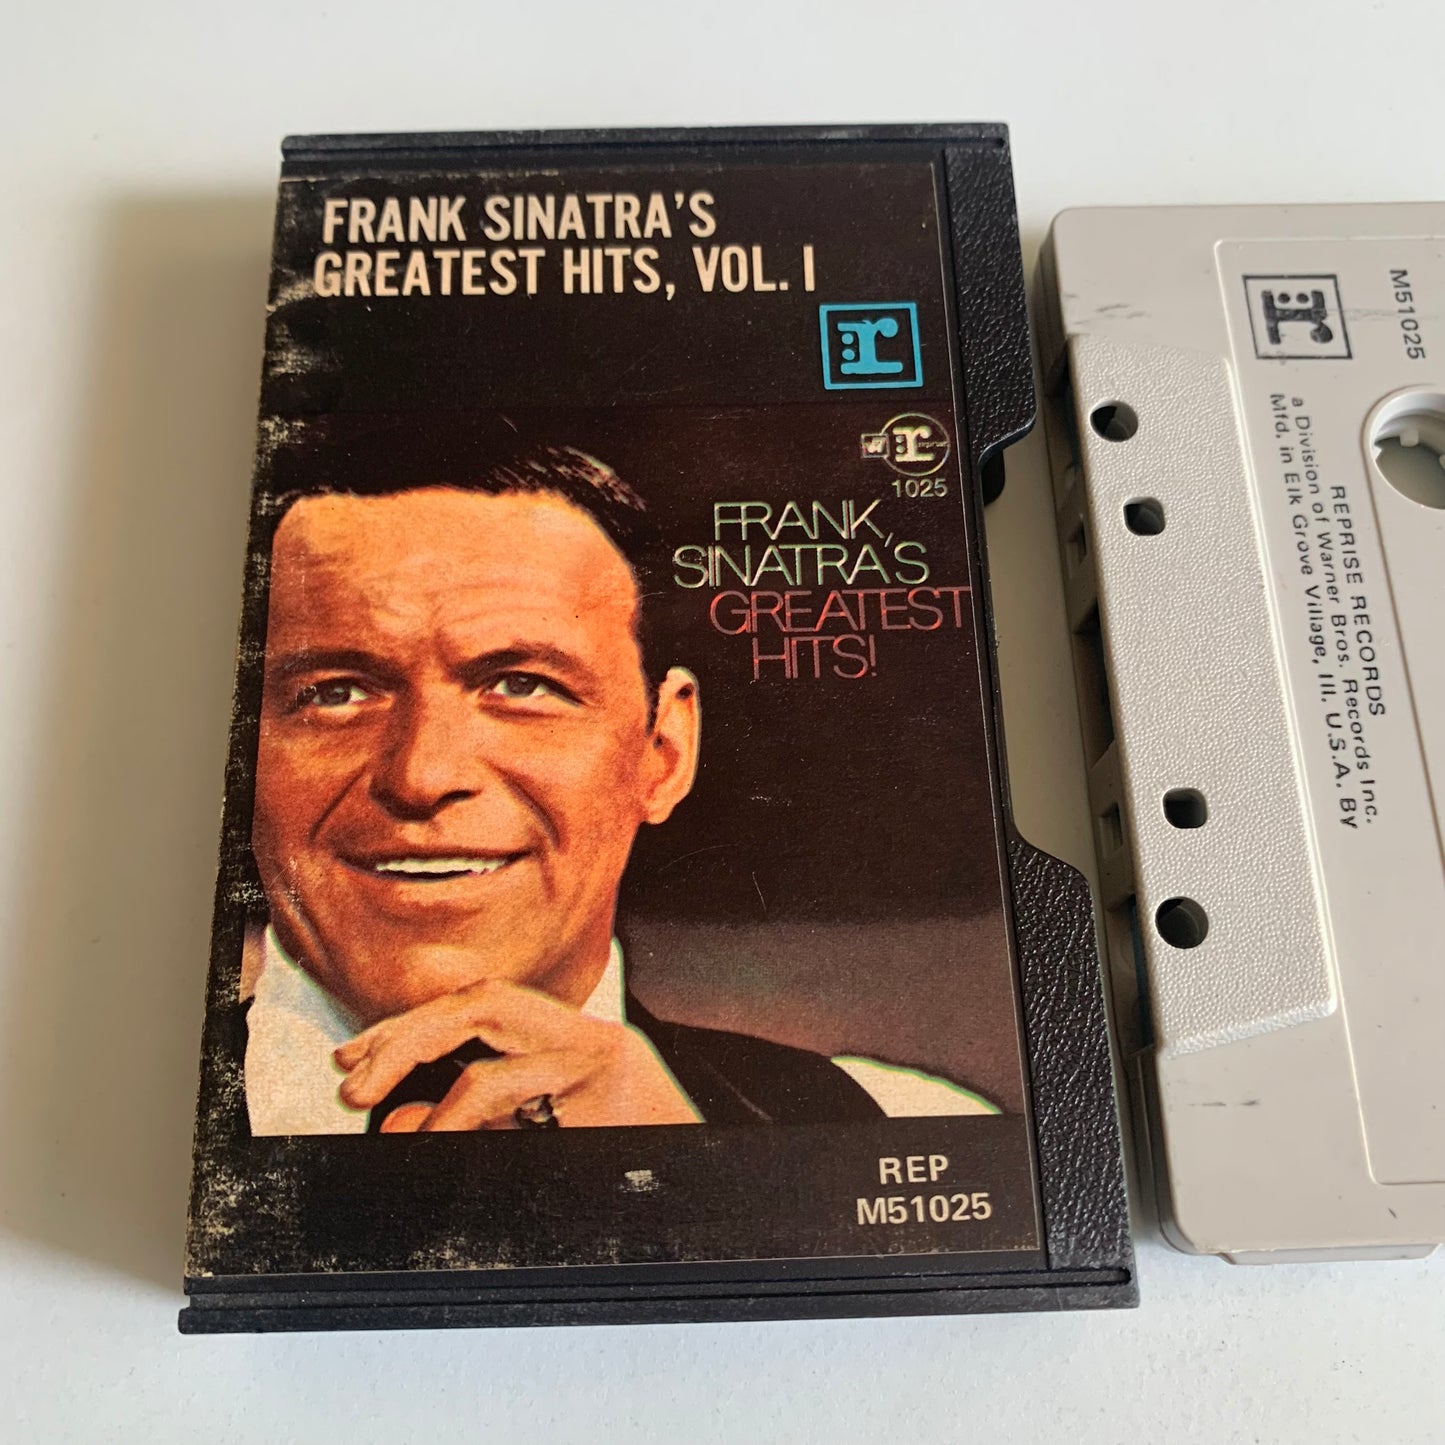 FRANK SINATRA'S
GREATEST HITS, VOL. I
r
r
1025
FRANK
SINATRA'S
GREATEST
HITS!
REP
M51025
r
M51025
REPRISE RECORDS
a Division of Warner Bros. Records Inc.
Mfd. in Elk Grove Village, Ill. U.S.A. BY